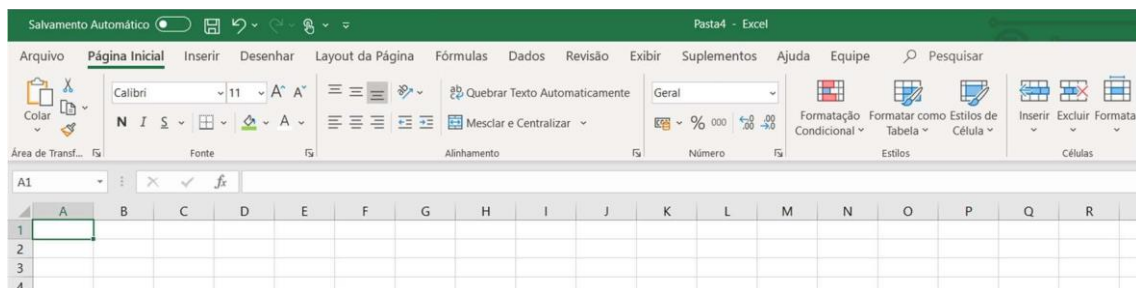 Salvamento Automático
Pasta4 - Excel
Arquivo Página Inicial Inserir Desenhar Layout da Página Fórmulas Dados Revisão Exibir Suplementos Ajuda Equipe Pesquisar
Colar
Calibri 11 A A
N I S A
ab Quebrar Texto Automaticamente
Mesclar e Centralizar
Geral
% 000
Formatação Condicional
Formatar como Tabela
Estilos de Célula
Inserir Excluir Formata
Área de Transf... Fonte Alinhamento Número Estilos Células
A1 fx
A B C D E F G H I J K L M N O P Q R
1
2
3
4